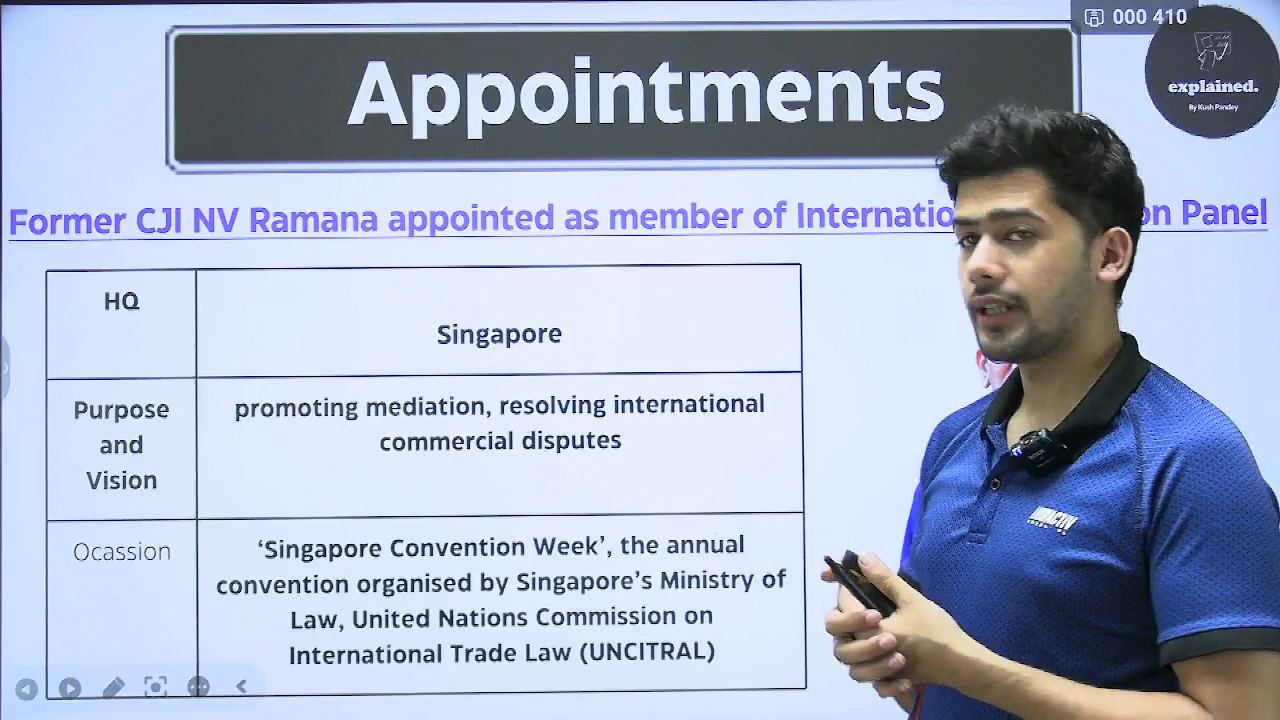 000 410
Appointments
explained.
By Kush Pandey
Former CJI NV Ramana appointed as member of Internatio on Panel
HQ
Singapore
Purpose
and
Vision
promoting mediation, resolving international
commercial disputes
Ocassion
‘Singapore Convention Week’, the annual
convention organised by Singapore’s Ministry of
Law, United Nations Commission on
International Trade Law (UNCITRAL)